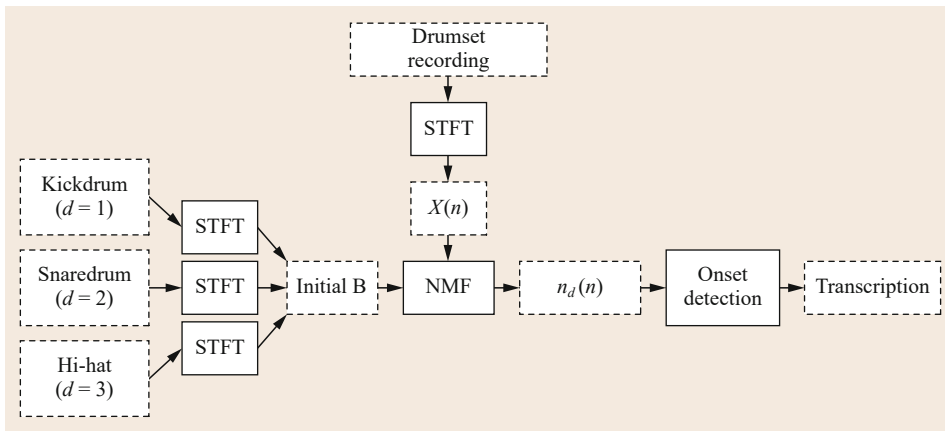 Drumset
recording
STFT
X(n)
Kickdrum
(d = 1)
STFT
Snaredrum
(d = 2)
STFT
Hi-hat
(d = 3)
STFT
Initial B
NMF
n_d(n)
Onset
detection
Transcription